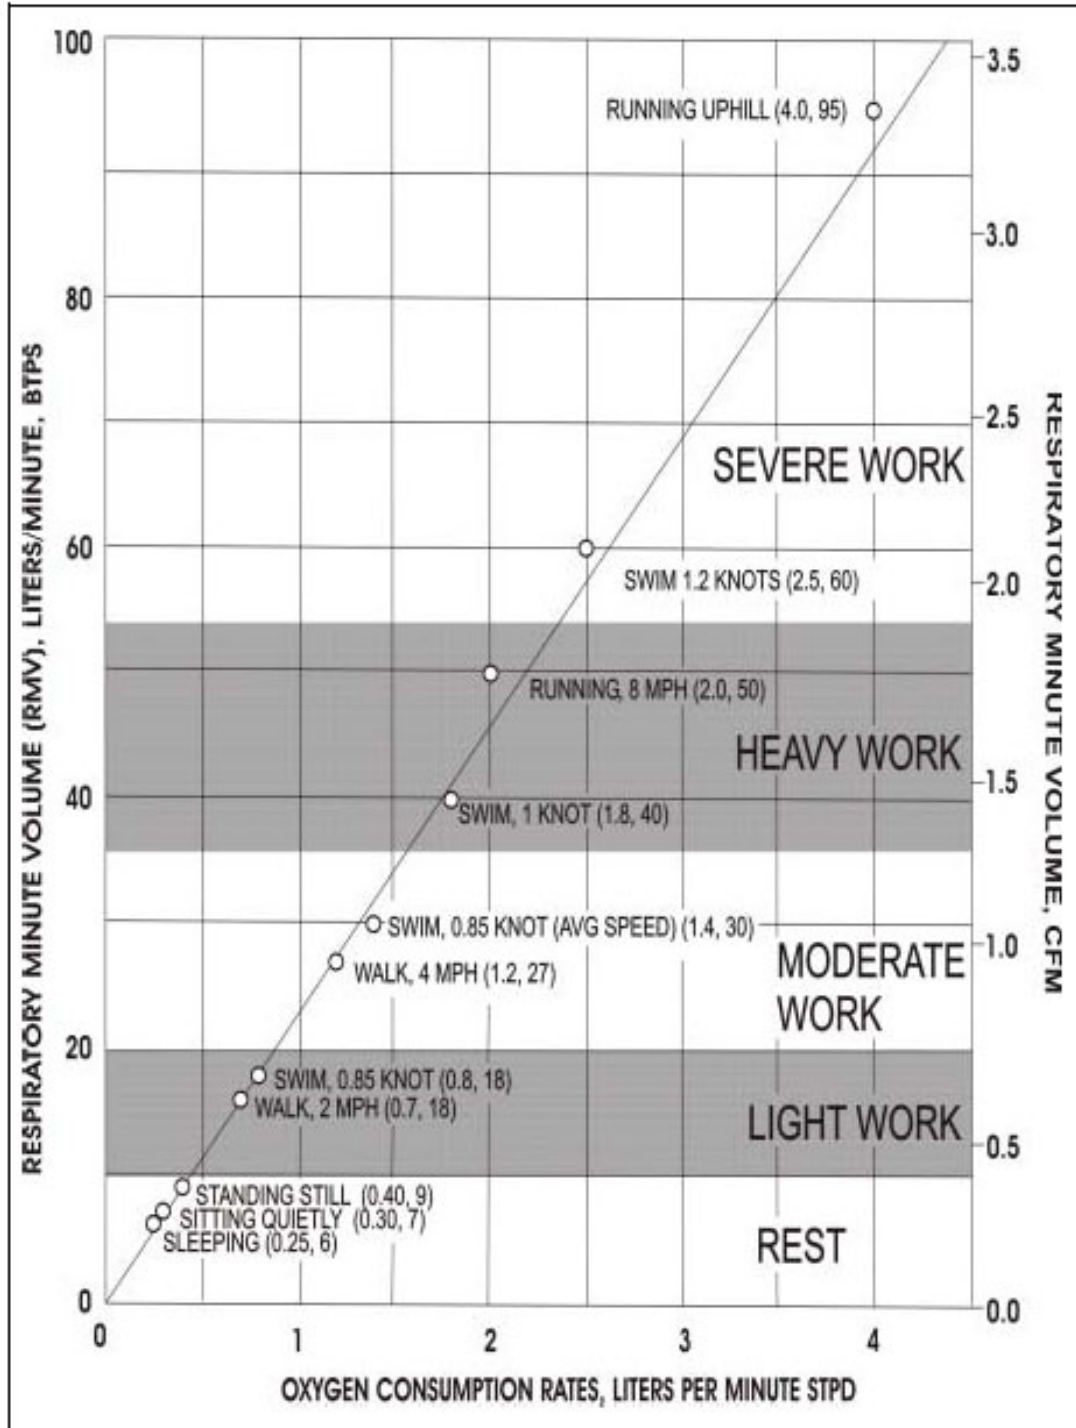 100
3.5
RUNNING UPHILL (4.0, 95)
3.0
80
RESPIRATORY MINUTE VOLUME (RMV), LITERS/MINUTE, BTPS
RESPIRATORY MINUTE VOLUME, CFM
2.5
SEVERE WORK
60
SWIM 1.2 KNOTS (2.5, 60)
2.0
RUNNING, 8 MPH (2.0, 50)
HEAVY WORK
1.5
40
SWIM, 1 KNOT (1.8, 40)
SWIM, 0.85 KNOT (AVG SPEED) (1.4, 30)
1.0
WALK, 4 MPH (1.2, 27)
MODERATE
WORK
20
SWIM, 0.85 KNOT (0.8, 18)
WALK, 2 MPH (0.7, 18)
LIGHT WORK
0.5
STANDING STILL (0.40, 9)
SITTING QUIETLY (0.30, 7)
SLEEPING (0.25, 6)
REST
0
0.0
0 1 2 3 4
OXYGEN CONSUMPTION RATES, LITERS PER MINUTE STPD